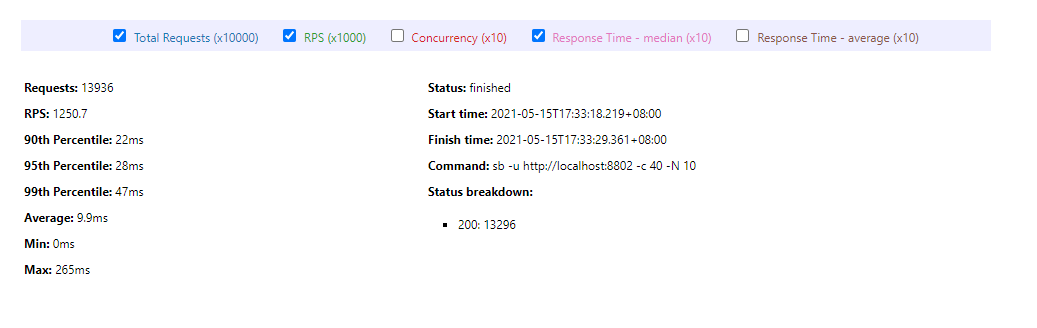 Total Requests (x10000) RPS (x1000) Concurrency (x10) Response Time - median (x10) Response Time - average (x10)
Requests: 13936
RPS: 1250.7
90th Percentile: 22ms
95th Percentile: 28ms
99th Percentile: 47ms
Average: 9.9ms
Min: 0ms
Max: 265ms
Status: finished
Start time: 2021-05-15T17:33:18.219+08:00
Finish time: 2021-05-15T17:33:29.361+08:00
Command: sb -u http://localhost:8802 -c 40 -N 10
Status breakdown:
200: 13296